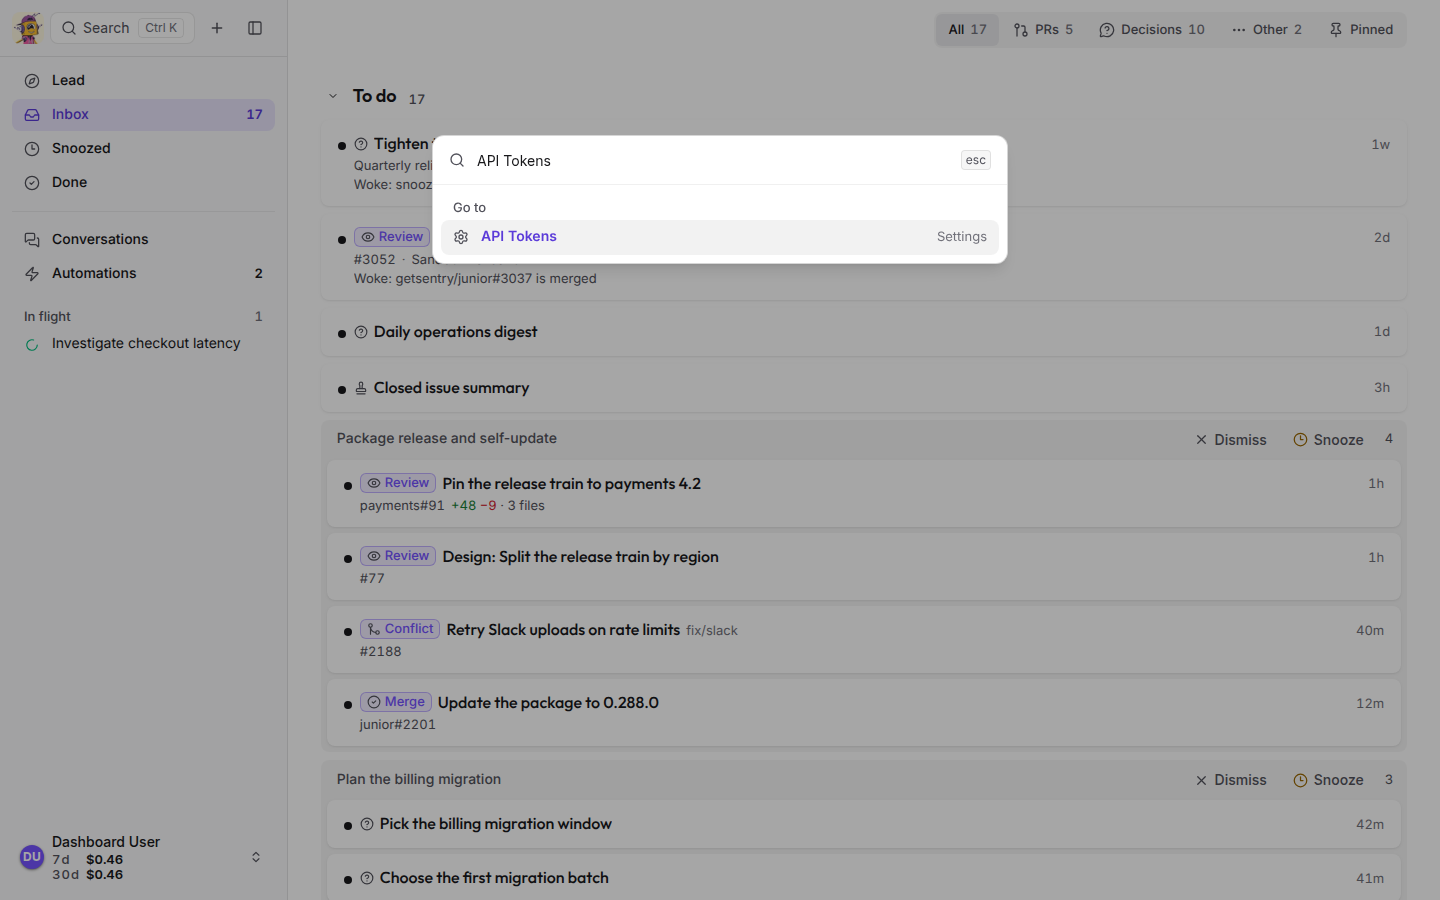 Search Ctrl K
Lead
Inbox 17
Snoozed
Done
Conversations
Automations 2
In flight 1
Investigate checkout latency
Dashboard User
DU
7d $0.46
30d $0.46
All 17 PRs 5 Decisions 10 Other 2 Pinned
To do 17
Tighten 1w
Quarterly reli
Woke: snooz
API Tokens esc
Go to
API Tokens Settings
Review 2d
#3052 · San
Woke: getsentry/junior#3037 is merged
Daily operations digest 1d
Closed issue summary 3h
Package release and self-update Dismiss Snooze 4
Review Pin the release train to payments 4.2 1h
payments#91 +48 −9 · 3 files
Review Design: Split the release train by region 1h
#77
Conflict Retry Slack uploads on rate limits fix/slack 40m
#2188
Merge Update the package to 0.288.0 12m
junior#2201
Plan the billing migration Dismiss Snooze 3
Pick the billing migration window 42m
Choose the first migration batch 41m